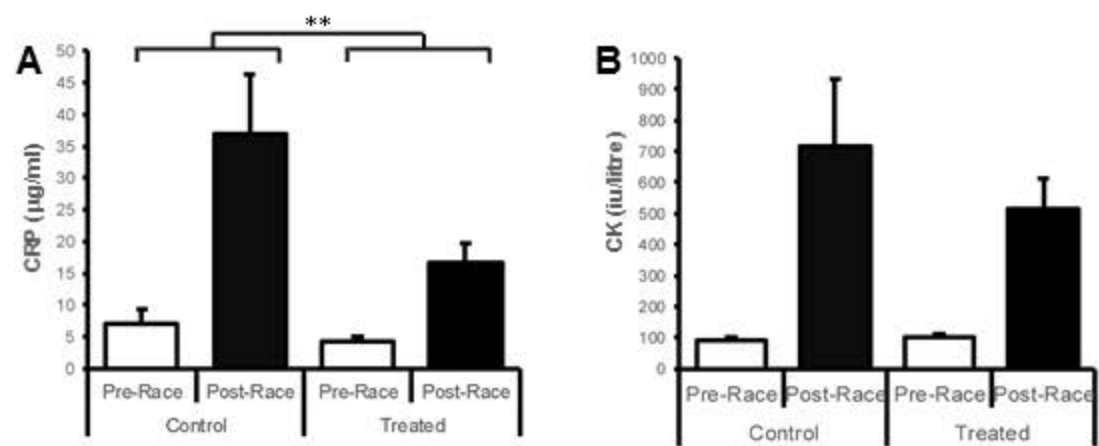 **
A
50
45
40
35
30
25
20
15
10
5
0
CRP (µg/ml)
Pre-Race Post-Race Pre-Race Post-Race
Control Treated
B
1000
900
800
700
600
500
400
300
200
100
0
CK (iu/litre)
Pre-Race Post-Race Pre-Race Post-Race
Control Treated